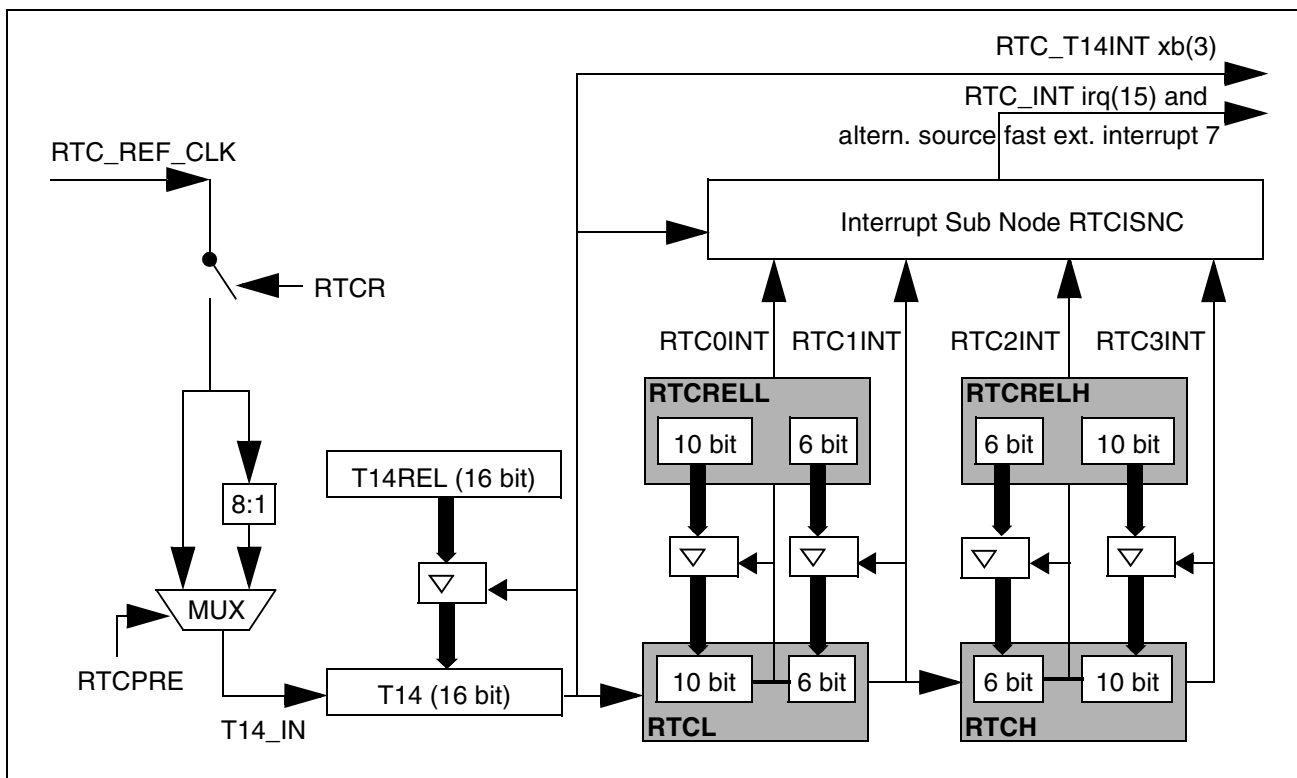 RTC_T14INT xb(3)
RTC_INT irq(15) and
altern. source fast ext. interrupt 7
RTC_REF_CLK
Interrupt Sub Node RTCISNC
RTCR
RTC0INT
RTC1INT
RTC2INT
RTC3INT
RTCRELL
RTCRELH
10 bit
6 bit
6 bit
10 bit
T14REL (16 bit)
8:1
MUX
RTCPRE
T14 (16 bit)
10 bit
6 bit
6 bit
10 bit
T14_IN
RTCL
RTCH